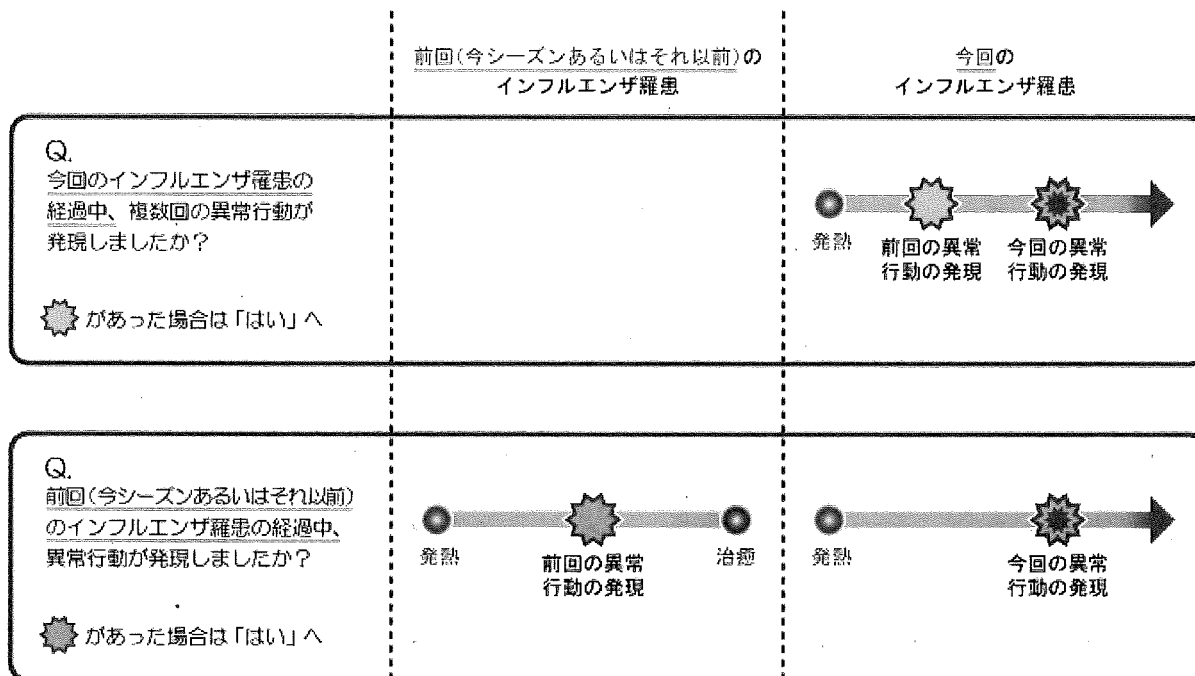 前回(今シーズンあるいはそれ以前)の
インフルエンザ罹患
今回の
インフルエンザ罹患
Q.
今回のインフルエンザ罹患の
経過中、複数回の異常行動が
発現しましたか?
があった場合は「はい」へ
発熱
前回の異常
行動の発現
今回の異常
行動の発現
Q.
前回(今シーズンあるいはそれ以前)
のインフルエンザ罹患の経過中、
異常行動が発現しましたか?
があった場合は「はい」へ
発熱
前回の異常
行動の発現
治癒
発熱
今回の異常
行動の発現